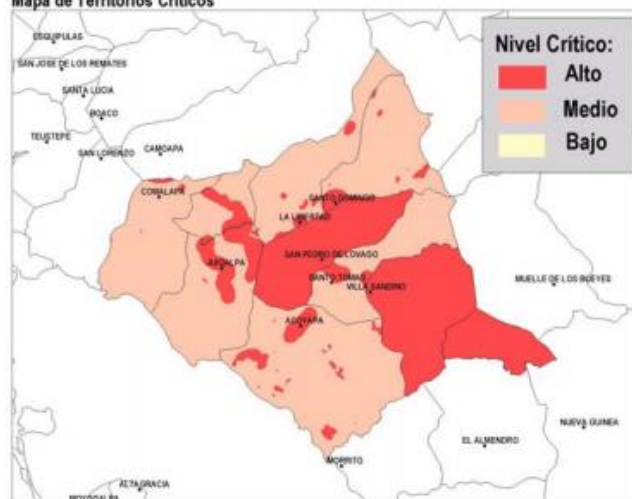 Mapa de Territorios Críticos
Nivel Crítico:
Alto
Medio
Bajo
ESQUIPULAS
SAN JOSE DE LOS REMATES
SANTA LUCIA
BOACO
TEUSTEPE
SAN LORENZO
CAMOAPA
COMALAPA
SANTO DOMINGO
LA LIBERTAD
JUIGALPA
SAN PEDRO DE LOVAGO
SANTO TOMAS
VILLA SANDINO
MUELLE DE LOS BUEYES
ACOYAPA
NUEVA GUINEA
EL ALMENDRO
MORRITO
ALTAGRACIA
MOYOGALPA